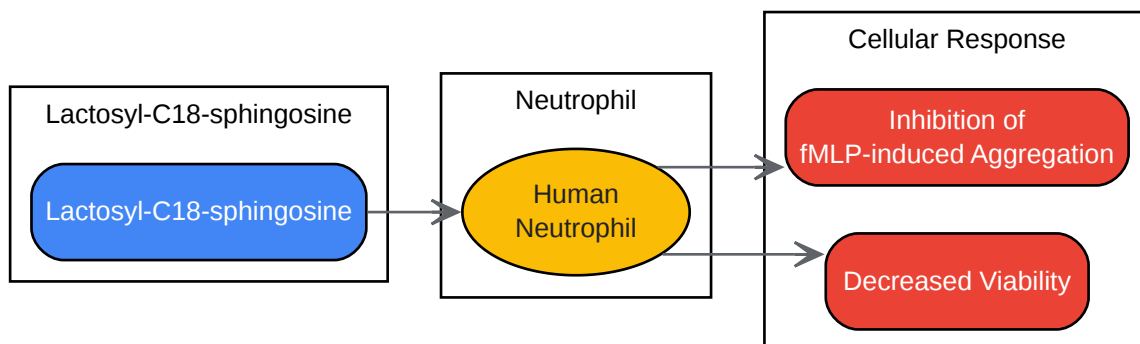 Lactosyl-C18-sphingosine
Lactosyl-C18-sphingosine
Neutrophil
Human
Neutrophil
Cellular Response
Inhibition of
fMLP-induced Aggregation
Decreased Viability